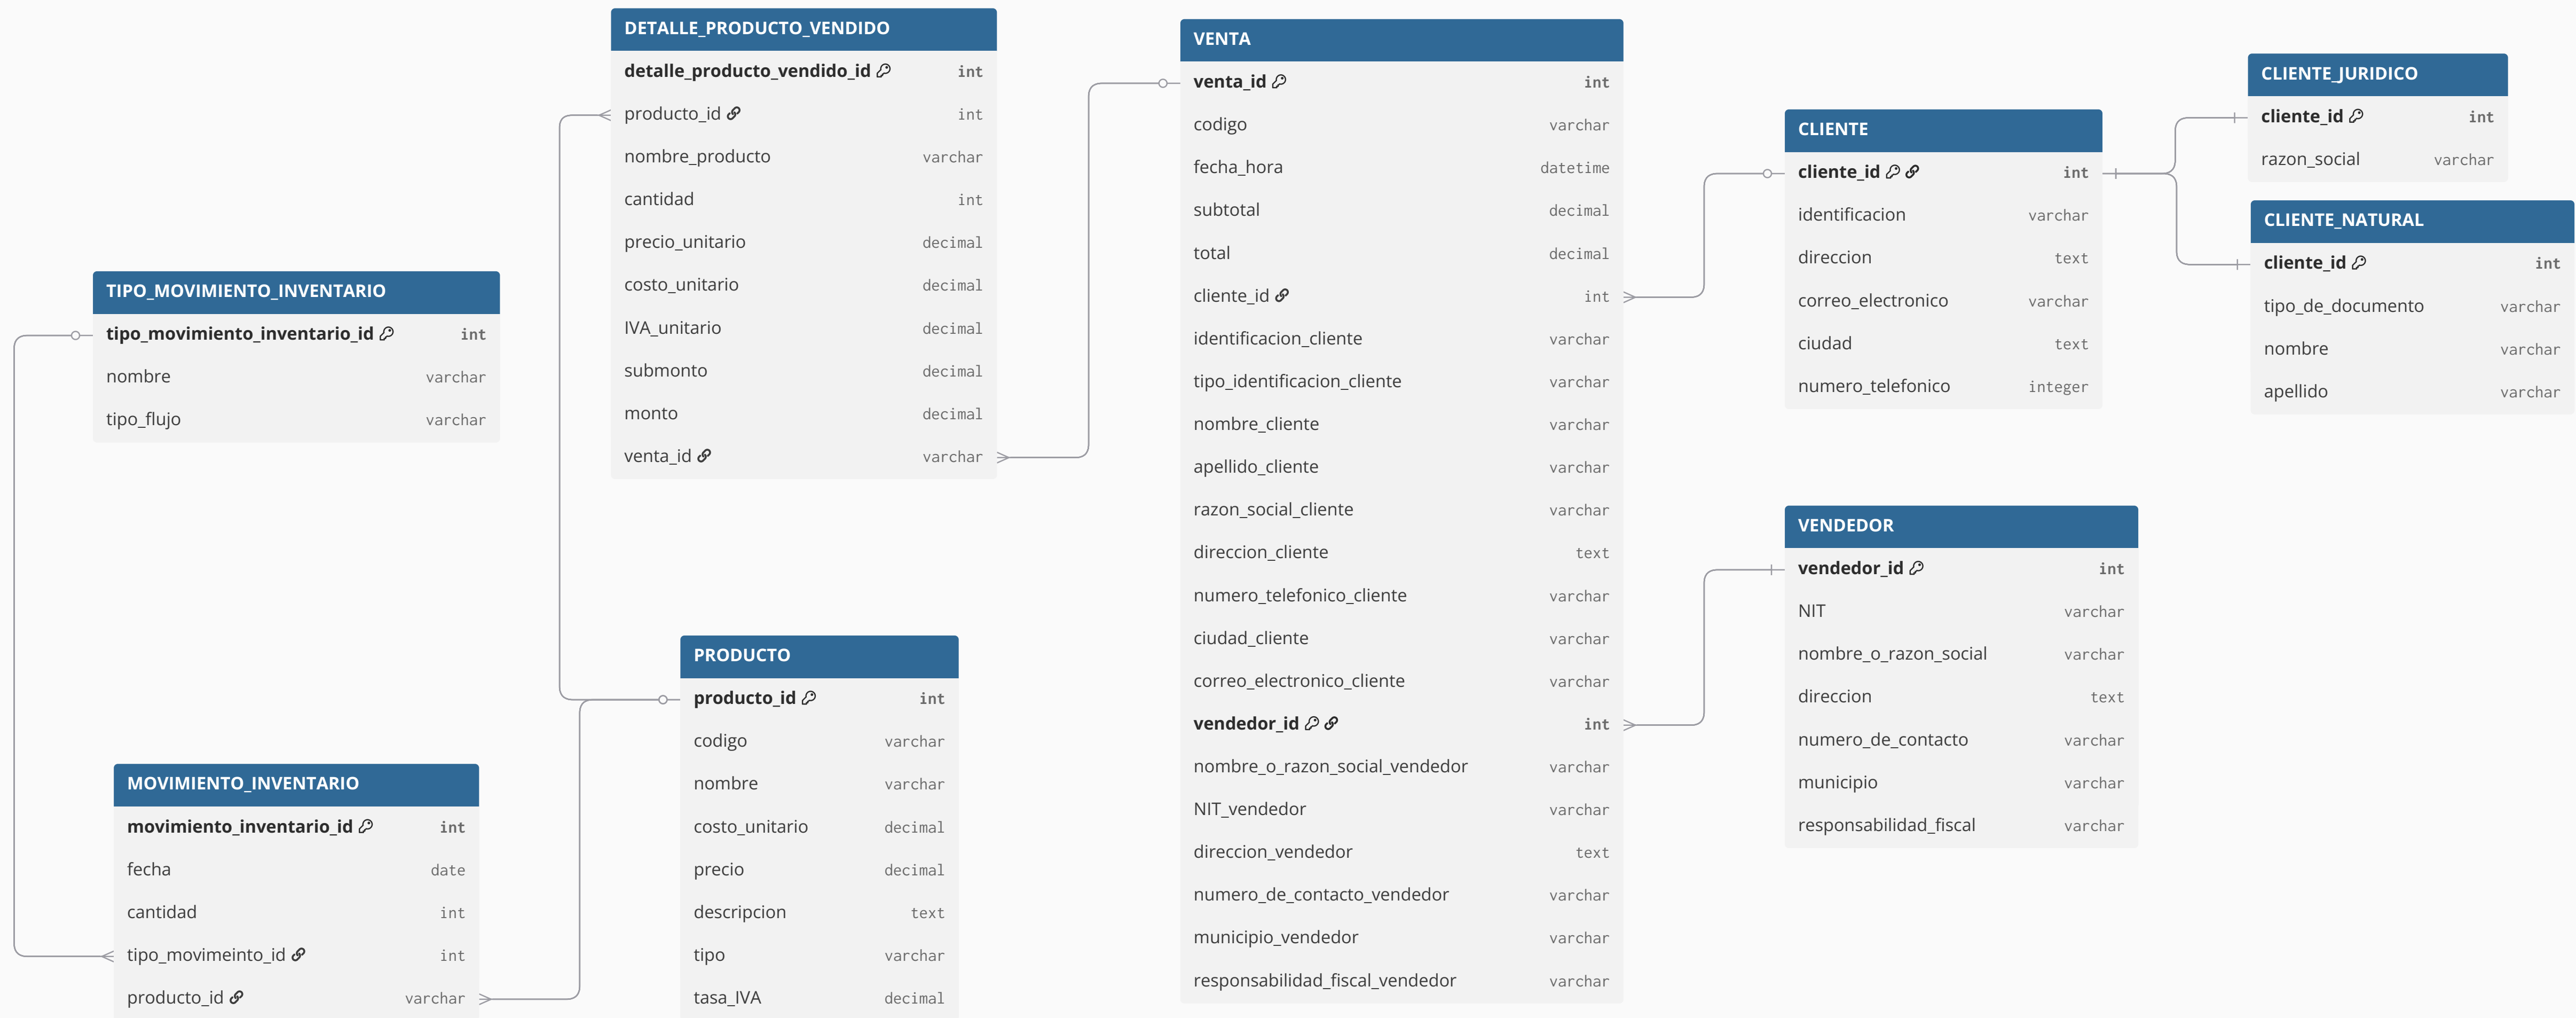 DETALLE_PRODUCTO_VENDIDO
detalle_producto_vendido_id int
producto_id int
nombre_producto varchar
cantidad int
precio_unitario decimal
costo_unitario decimal
IVA_unitario decimal
submonto decimal
monto decimal
venta_id varchar
VENTA
venta_id int
codigo varchar
fecha_hora datetime
subtotal decimal
total decimal
cliente_id int
identificacion_cliente varchar
tipo_identificacion_cliente varchar
nombre_cliente varchar
apellido_cliente varchar
razon_social_cliente varchar
direccion_cliente text
numero_telefonico_cliente varchar
ciudad_cliente varchar
correo_electronico_cliente varchar
vendedor_id int
nombre_o_razon_social_vendedor varchar
NIT_vendedor varchar
direccion_vendedor text
numero_de_contacto_vendedor varchar
municipio_vendedor varchar
responsabilidad_fiscal_vendedor varchar
CLIENTE_JURIDICO
cliente_id int
razon_social varchar
CLIENTE
cliente_id int
identificacion varchar
direccion text
correo_electronico varchar
ciudad text
numero_telefonico integer
CLIENTE_NATURAL
cliente_id int
tipo_de_documento varchar
nombre varchar
apellido varchar
TIPO_MOVIMIENTO_INVENTARIO
tipo_movimiento_inventario_id int
nombre varchar
tipo_flujo varchar
VENDEDOR
vendedor_id int
NIT varchar
nombre_o_razon_social varchar
direccion text
numero_de_contacto varchar
municipio varchar
responsabilidad_fiscal varchar
PRODUCTO
producto_id int
codigo varchar
nombre varchar
costo_unitario decimal
precio decimal
descripcion text
tipo varchar
tasa_IVA decimal
MOVIMIENTO_INVENTARIO
movimiento_inventario_id int
fecha date
cantidad int
tipo_movimeinto_id int
producto_id varchar